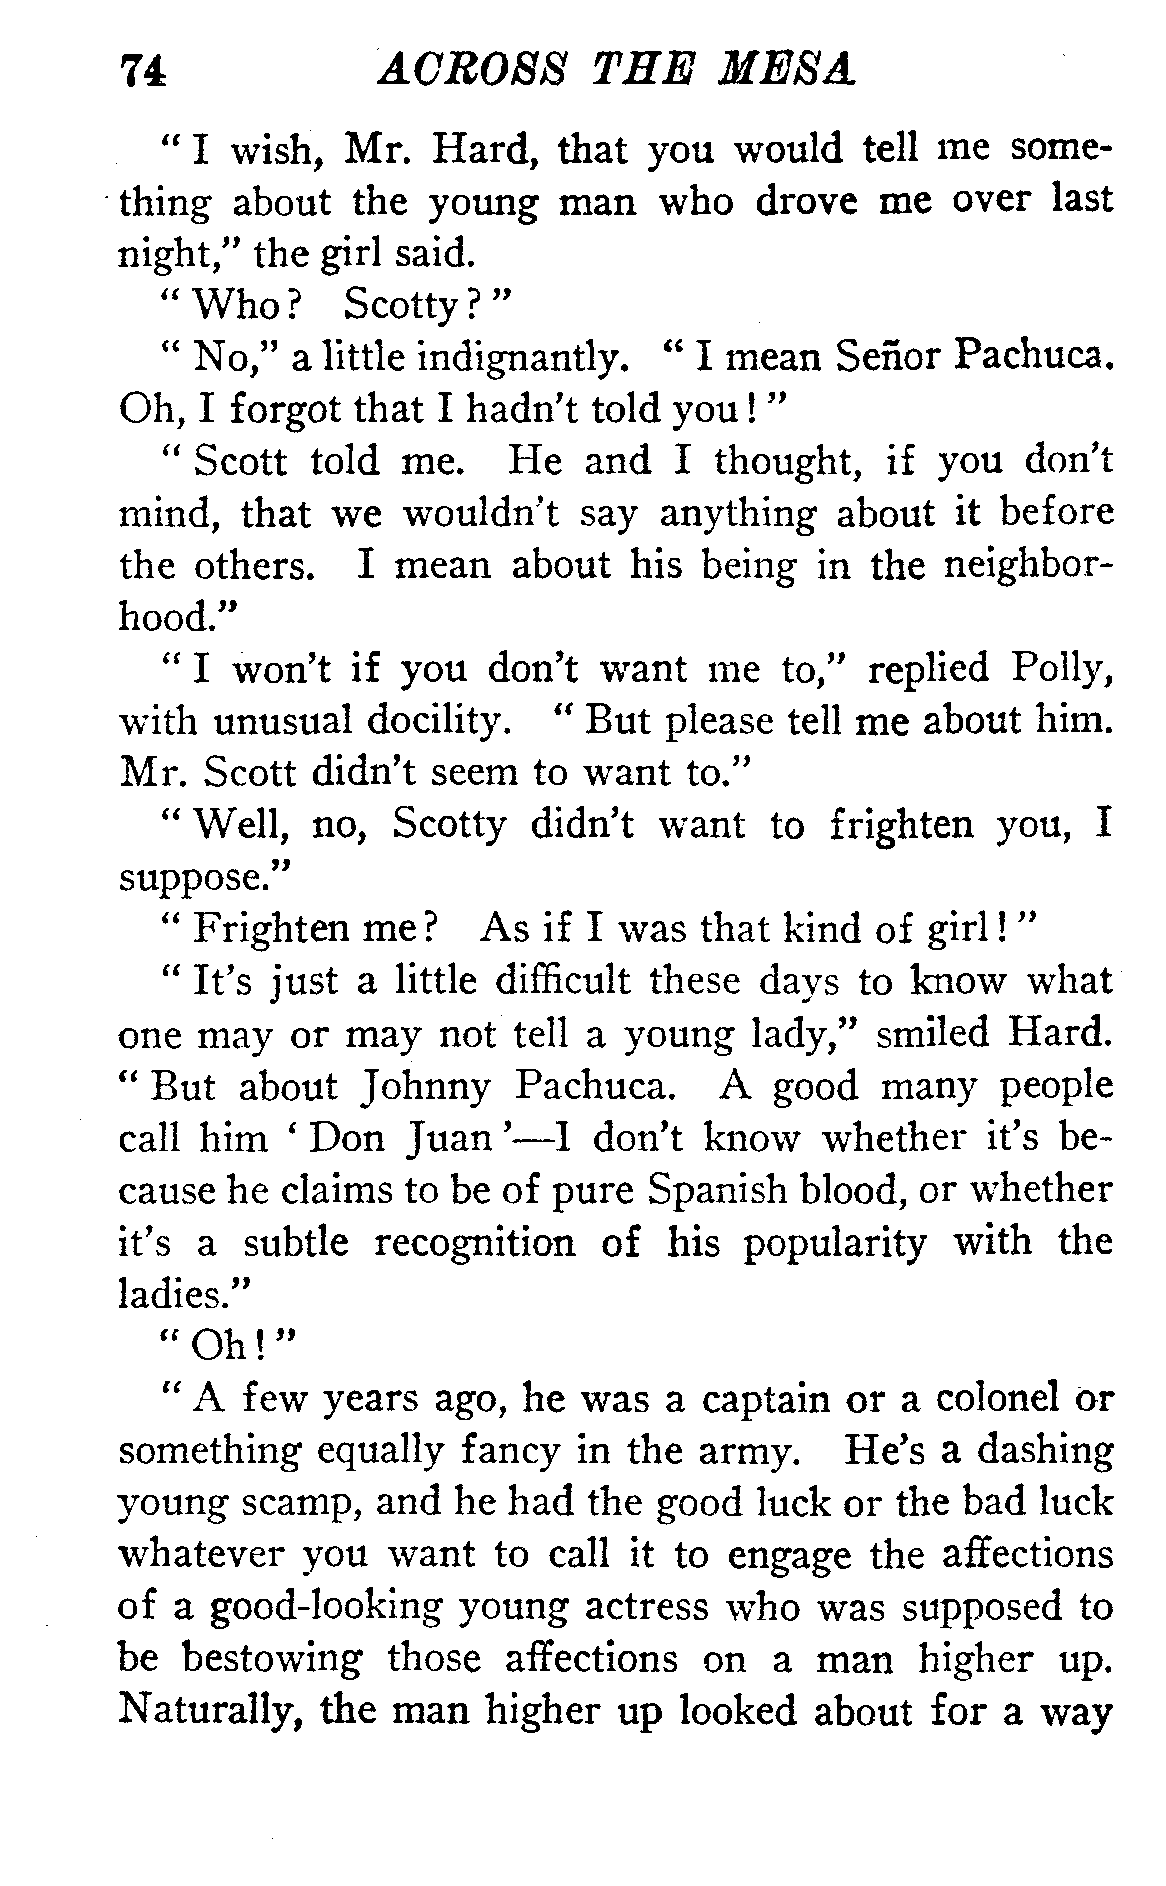 74 ACROSS THE MESA
“ I wish, Mr. Hard, that you would tell me some-
thing about the young man who drove me over last
night,” the girl said.
“ Who? Scotty? ”
“ No,” a little indignantly. “ I mean Señor Pachuca.
Oh, I forgot that I hadn’t told you! ”
“ Scott told me. He and I thought, if you don’t
mind, that we wouldn’t say anything about it before
the others. I mean about his being in the neighbor-
hood.”
“ I won’t if you don’t want me to,” replied Polly,
with unusual docility. “ But please tell me about him.
Mr. Scott didn’t seem to want to.”
“ Well, no, Scotty didn’t want to frighten you, I
suppose.”
“ Frighten me? As if I was that kind of girl! ”
“ It’s just a little difficult these days to know what
one may or may not tell a young lady,” smiled Hard.
“ But about Johnny Pachuca. A good many people
call him ‘ Don Juan ’—I don’t know whether it’s be-
cause he claims to be of pure Spanish blood, or whether
it’s a subtle recognition of his popularity with the
ladies.”
“ Oh! ”
“ A few years ago, he was a captain or a colonel or
something equally fancy in the army. He’s a dashing
young scamp, and he had the good luck or the bad luck
whatever you want to call it to engage the affections
of a good-looking young actress who was supposed to
be bestowing those affections on a man higher up.
Naturally, the man higher up looked about for a way